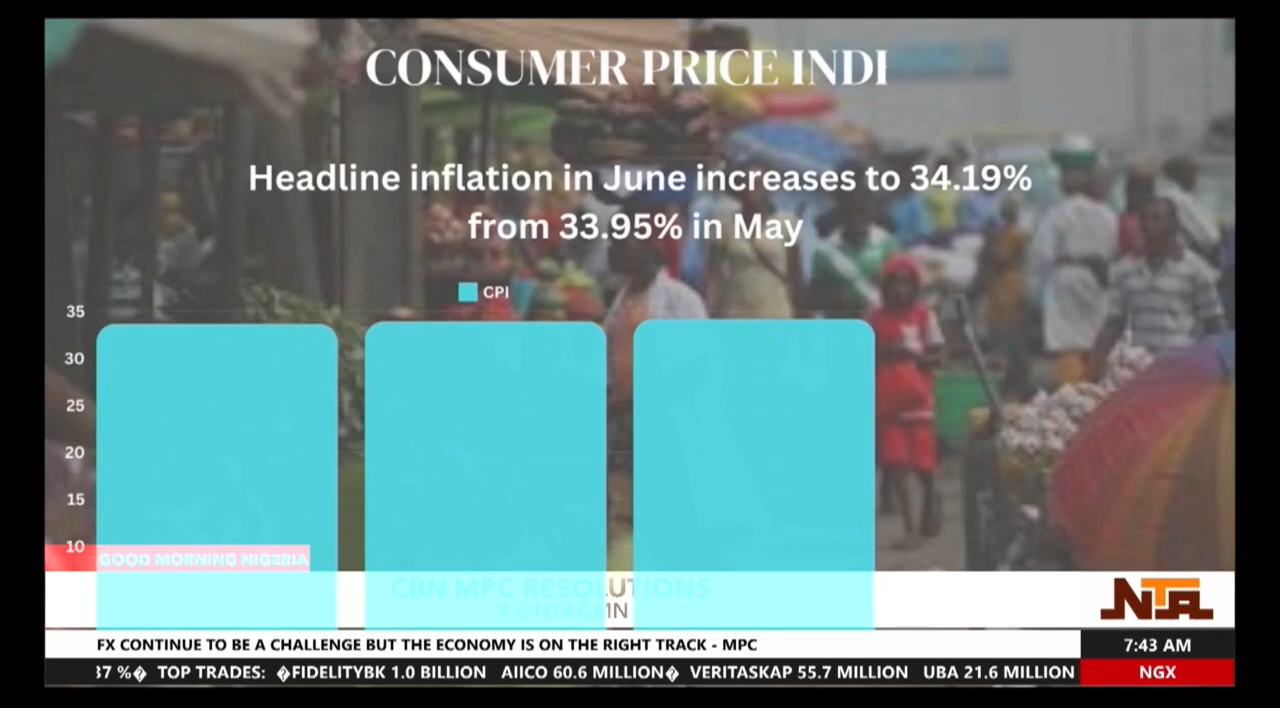 CONSUMER PRICE INDI
Headline inflation in June increases to 34.19%
from 33.95% in May
CPI
35
30
25
20
15
10
GOOD MORNING NIGERIA
CBN MPC RESOLUTIONS
X:@NTAGMN
NTA
FX CONTINUE TO BE A CHALLENGE BUT THE ECONOMY IS ON THE RIGHT TRACK - MPC
7:43 AM
37 %� TOP TRADES: �FIDELITYBK 1.0 BILLION AIICO 60.6 MILLION� VERITASKAP 55.7 MILLION UBA 21.6 MILLION
NGX